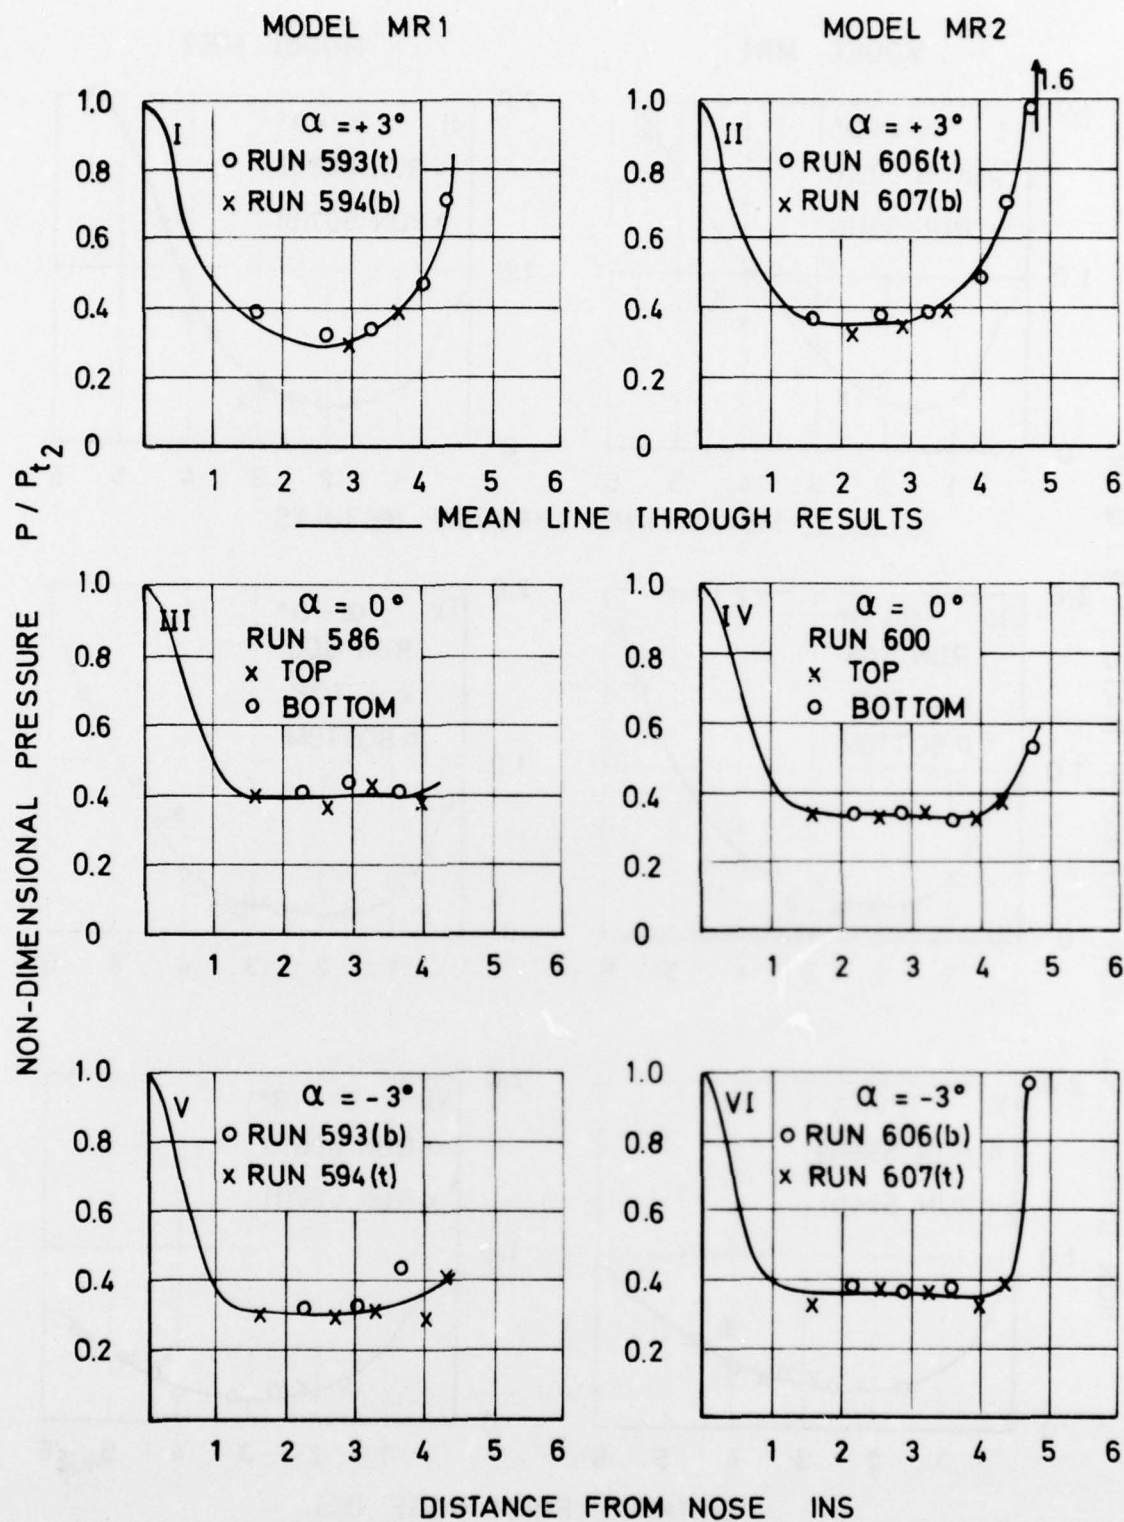 MODEL MR1
MODEL MR2
1.0
0.8
0.6
0.4
0.2
0
I
α = +3°
o RUN 593(t)
x RUN 594(b)
1 2 3 4 5 6
1.0
0.8
0.6
0.4
0.2
0
II
1.6
α = +3°
o RUN 606(t)
x RUN 607(b)
1 2 3 4 5 6
MEAN LINE THROUGH RESULTS
NON-DIMENSIONAL PRESSURE P / Pt2
1.0
0.8
0.6
0.4
0.2
0
III
α = 0°
RUN 586
x TOP
o BOTTOM
1 2 3 4 5 6
1.0
0.8
0.6
0.4
0.2
0
IV
α = 0°
RUN 600
x TOP
o BOTTOM
1 2 3 4 5 6
1.0
0.8
0.6
0.4
0.2
V
α = -3°
o RUN 593(b)
x RUN 594(t)
1 2 3 4 5 6
1.0
0.8
0.6
0.4
0.2
VI
α = -3°
o RUN 606(b)
x RUN 607(t)
1 2 3 4 5 6
DISTANCE FROM NOSE INS